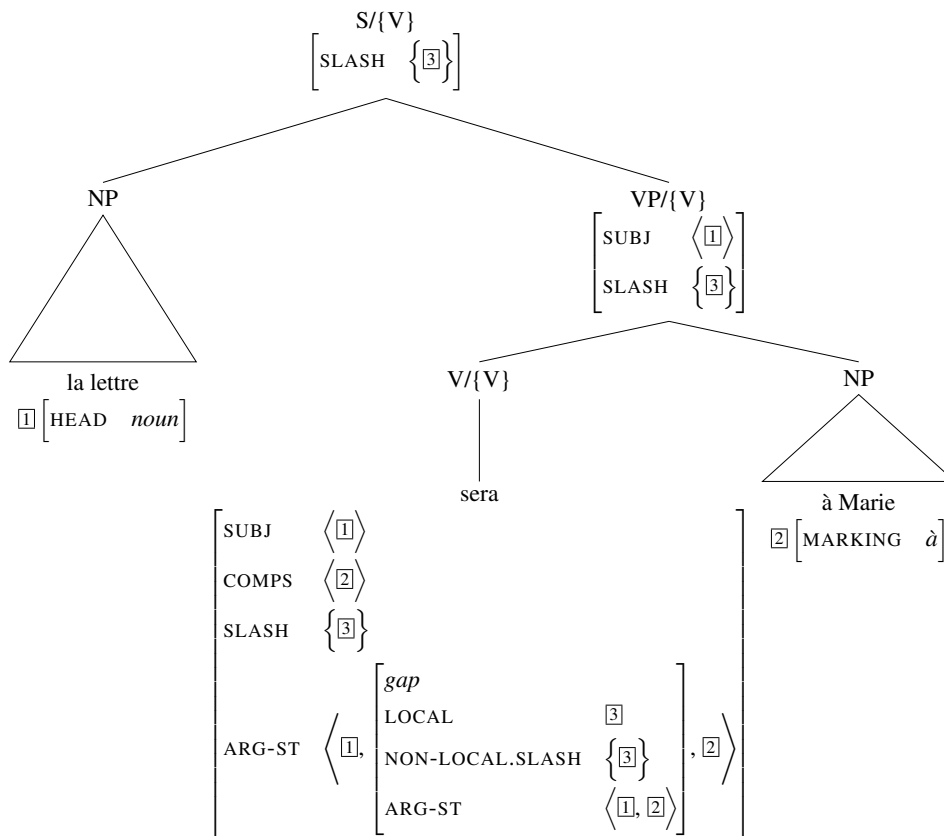 S/{V}
[SLASH {3}]
NP
VP/{V}
[SUBJ ⟨1⟩
SLASH {3}]
la lettre
1 [HEAD noun]
V/{V}
NP
sera
à Marie
2 [MARKING à]
[SUBJ ⟨1⟩
COMPS ⟨2⟩
SLASH {3}
ARG-ST ⟨1, [gap
LOCAL 3
NON-LOCAL.SLASH {3}
ARG-ST ⟨1, 2⟩], 2⟩]